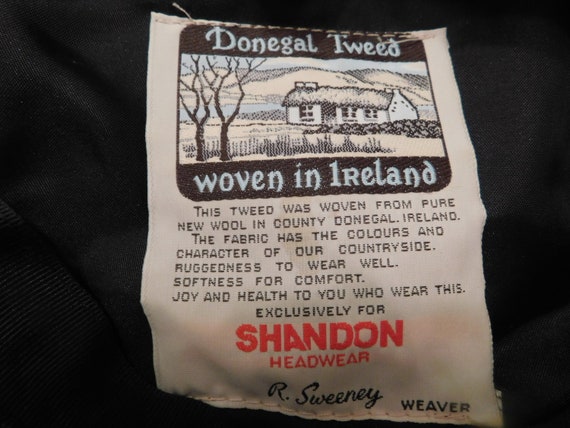 Donegal Tweed
woven in Ireland
THIS TWEED WAS WOVEN FROM PURE
NEW WOOL IN COUNTY DONEGAL. IRELAND.
THE FABRIC HAS THE COLOURS AND
CHARACTER OF OUR COUNTRYSIDE.
RUGGEDNESS TO WEAR WELL.
SOFTNESS FOR COMFORT.
JOY AND HEALTH TO YOU WHO WEAR THIS.
EXCLUSIVELY FOR
SHANDON
HEADWEAR
R. Sweeney WEAVER